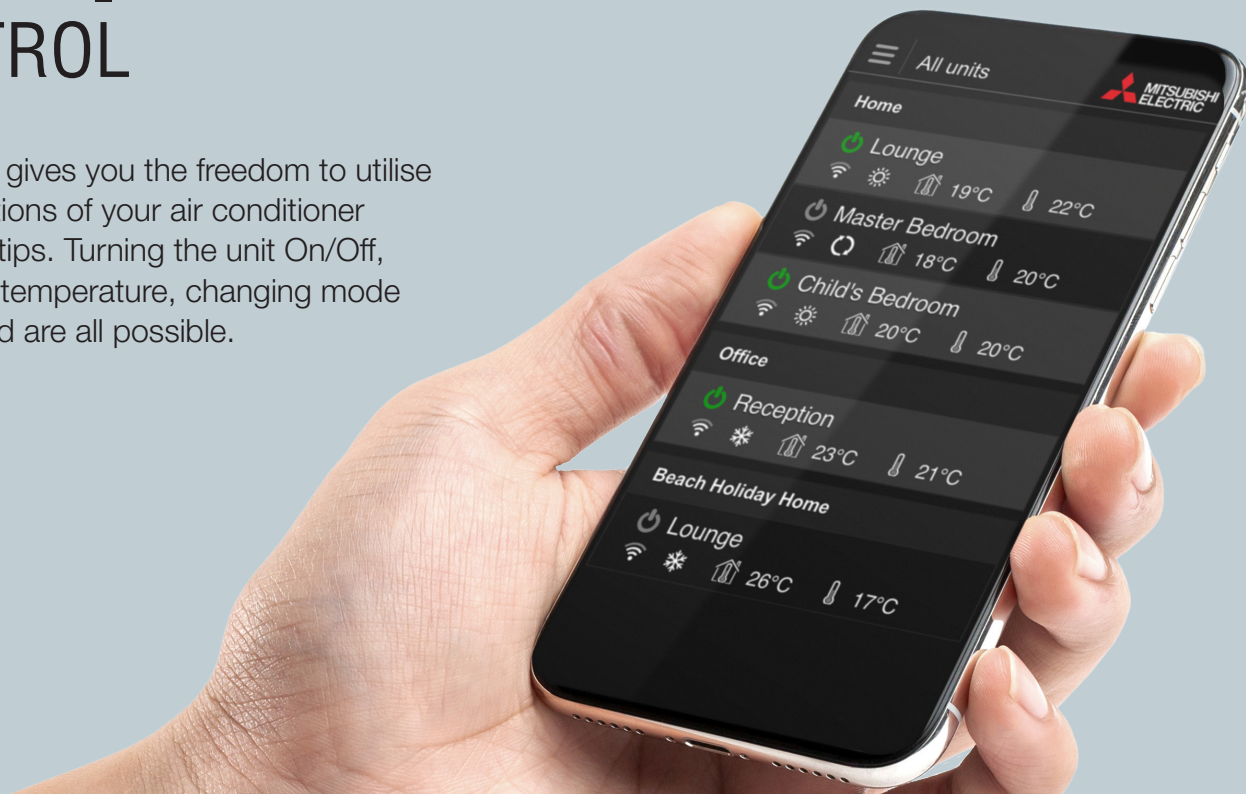 TROL
gives you the freedom to utilise
tions of your air conditioner
tips. Turning the unit On/Off,
temperature, changing mode
d are all possible.
All units
MITSUBISHI
ELECTRIC
Home
Lounge
19°C 22°C
Master Bedroom
18°C 20°C
Child's Bedroom
20°C 20°C
Office
Reception
23°C 21°C
Beach Holiday Home
Lounge
26°C 17°C